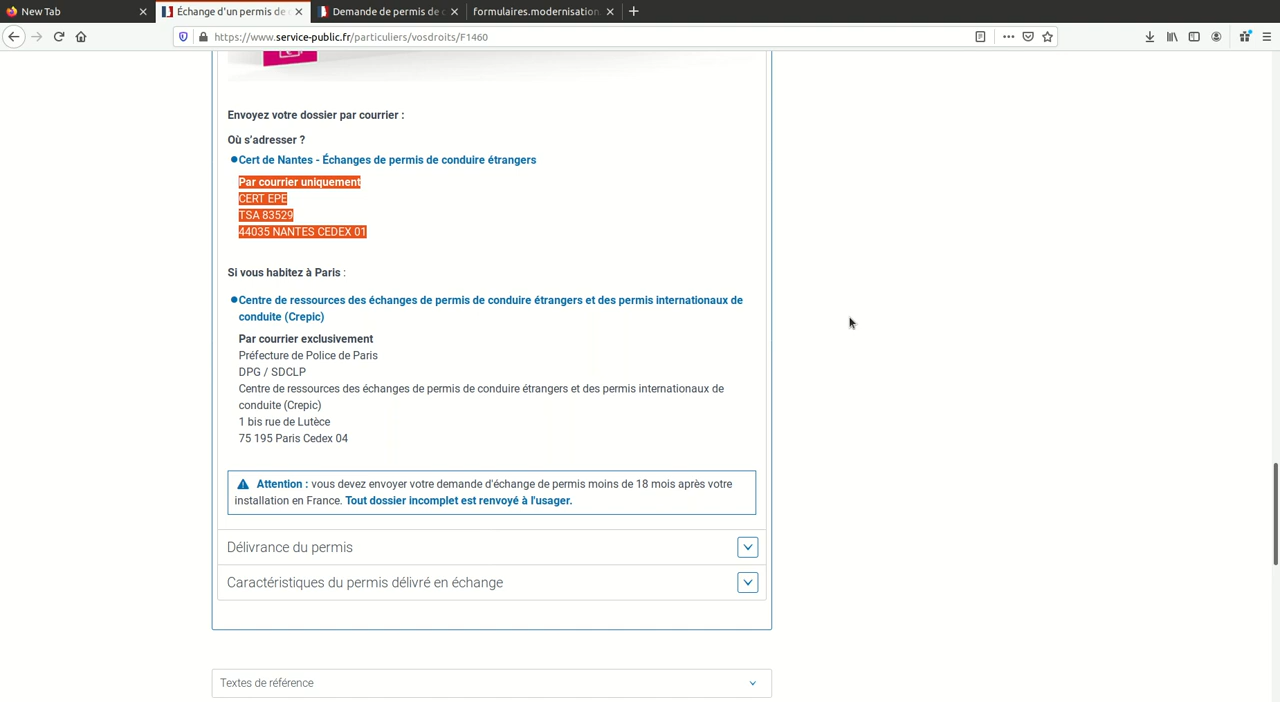 New Tab
Échange d'un permis de c
Demande de permis de c
formulaires.modernisation.
https://www.service-public.fr/particuliers/vosdroits/F1460
Envoyez votre dossier par courrier :
Où s’adresser ?
Cert de Nantes - Échanges de permis de conduire étrangers
Par courrier uniquement
CERT EPE
TSA 83529
44035 NANTES CEDEX 01
Si vous habitez à Paris :
Centre de ressources des échanges de permis de conduire étrangers et des permis internationaux de
conduite (Crepic)
Par courrier exclusivement
Préfecture de Police de Paris
DPG / SDCLP
Centre de ressources des échanges de permis de conduire étrangers et des permis internationaux de
conduite (Crepic)
1 bis rue de Lutèce
75 195 Paris Cedex 04
Attention : vous devez envoyer votre demande d'échange de permis moins de 18 mois après votre
installation en France. Tout dossier incomplet est renvoyé à l'usager.
Délivrance du permis
Caractéristiques du permis délivré en échange
Textes de référence